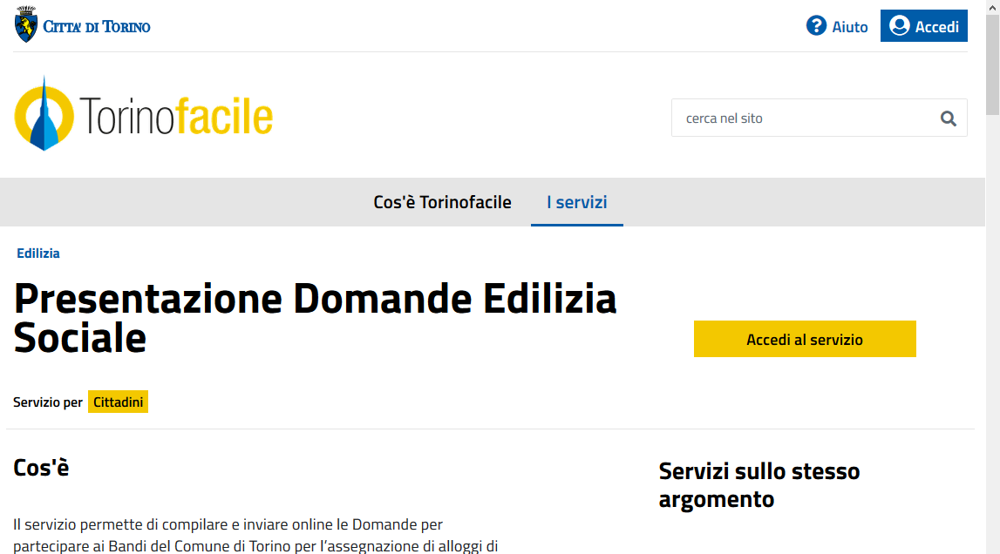 CITTA' DI TORINO
Aiuto
Accedi
Torinofacile
cerca nel sito
Cos'è Torinofacile
I servizi
Edilizia
Presentazione Domande Edilizia
Sociale
Accedi al servizio
Servizio per Cittadini
Cos'è
Servizi sullo stesso
argomento
Il servizio permette di compilare e inviare online le Domande per
partecipare ai Bandi del Comune di Torino per l’assegnazione di alloggi di